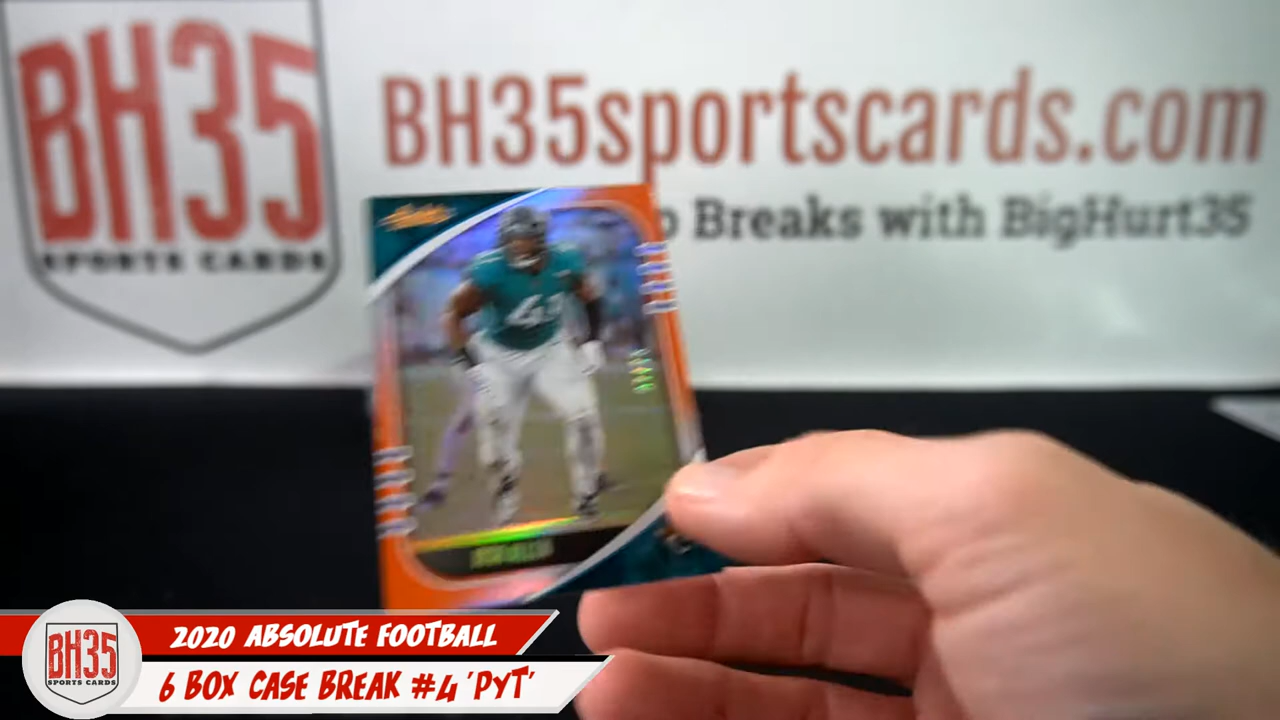 BH35
SPORTS CARDS
BH35sportscards.com
Breaks with BigHurt35
2020 ABSOLUTE FOOTBALL
6 BOX CASE BREAK #4 'PYT'
BH35
SPORTS CARDS